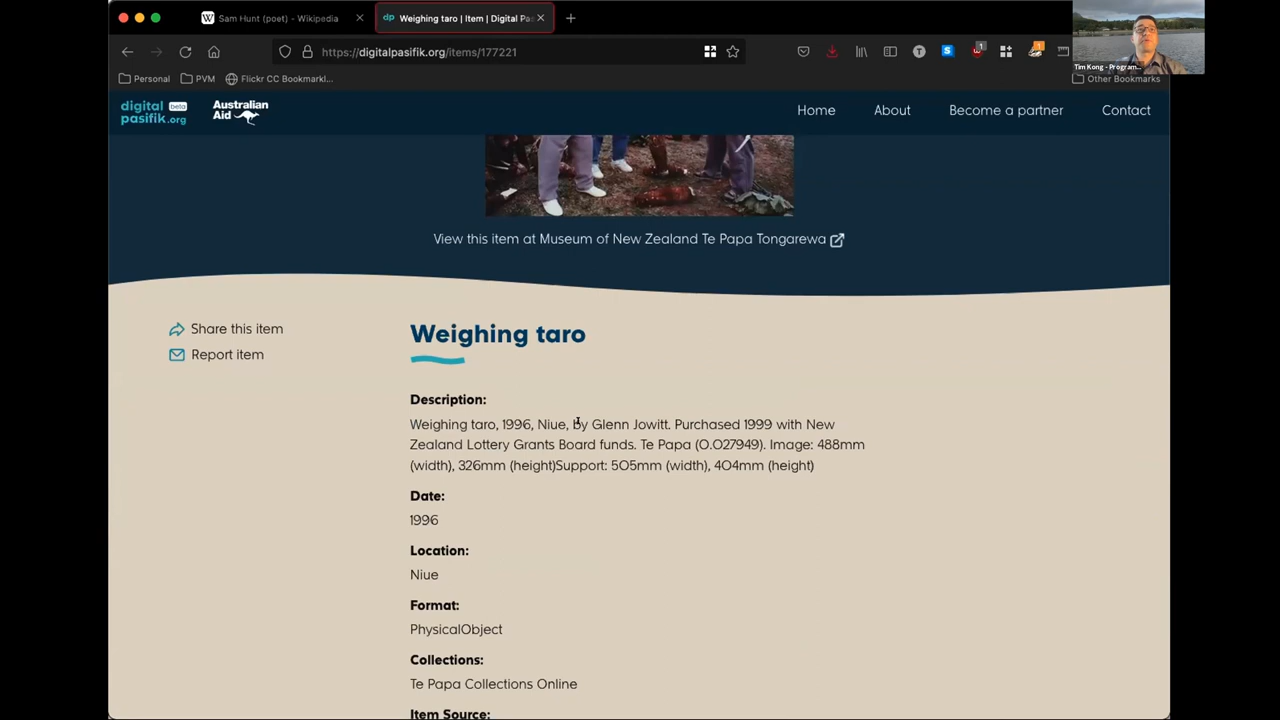 Sam Hunt (poet) - Wikipedia
dp Weighing taro | Item | Digital Pas
https://digitalpasifik.org/items/177221
Tim Kong - Program...
Personal
PVM
Flickr CC Bookmarkl...
Other Bookmarks
digital beta
pasifik.org
Australian
Aid
Home
About
Become a partner
Contact
View this item at Museum of New Zealand Te Papa Tongarewa
Share this item
Report item
Weighing taro
Description:
Weighing taro, 1996, Niue, by Glenn Jowitt. Purchased 1999 with New
Zealand Lottery Grants Board funds. Te Papa (O.027949). Image: 488mm
(width), 326mm (height)Support: 505mm (width), 404mm (height)
Date:
1996
Location:
Niue
Format:
PhysicalObject
Collections:
Te Papa Collections Online
Item Source: